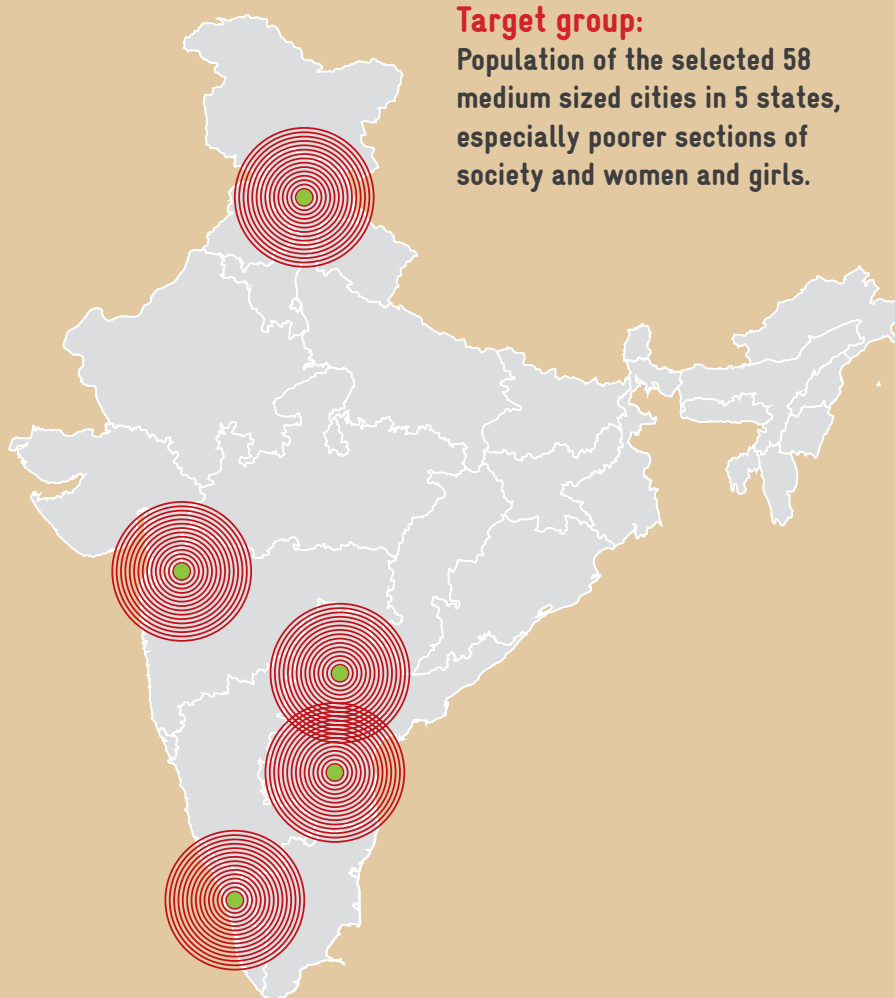 Target group:
Population of the selected 58
medium sized cities in 5 states,
especially poorer sections of
society and women and girls.